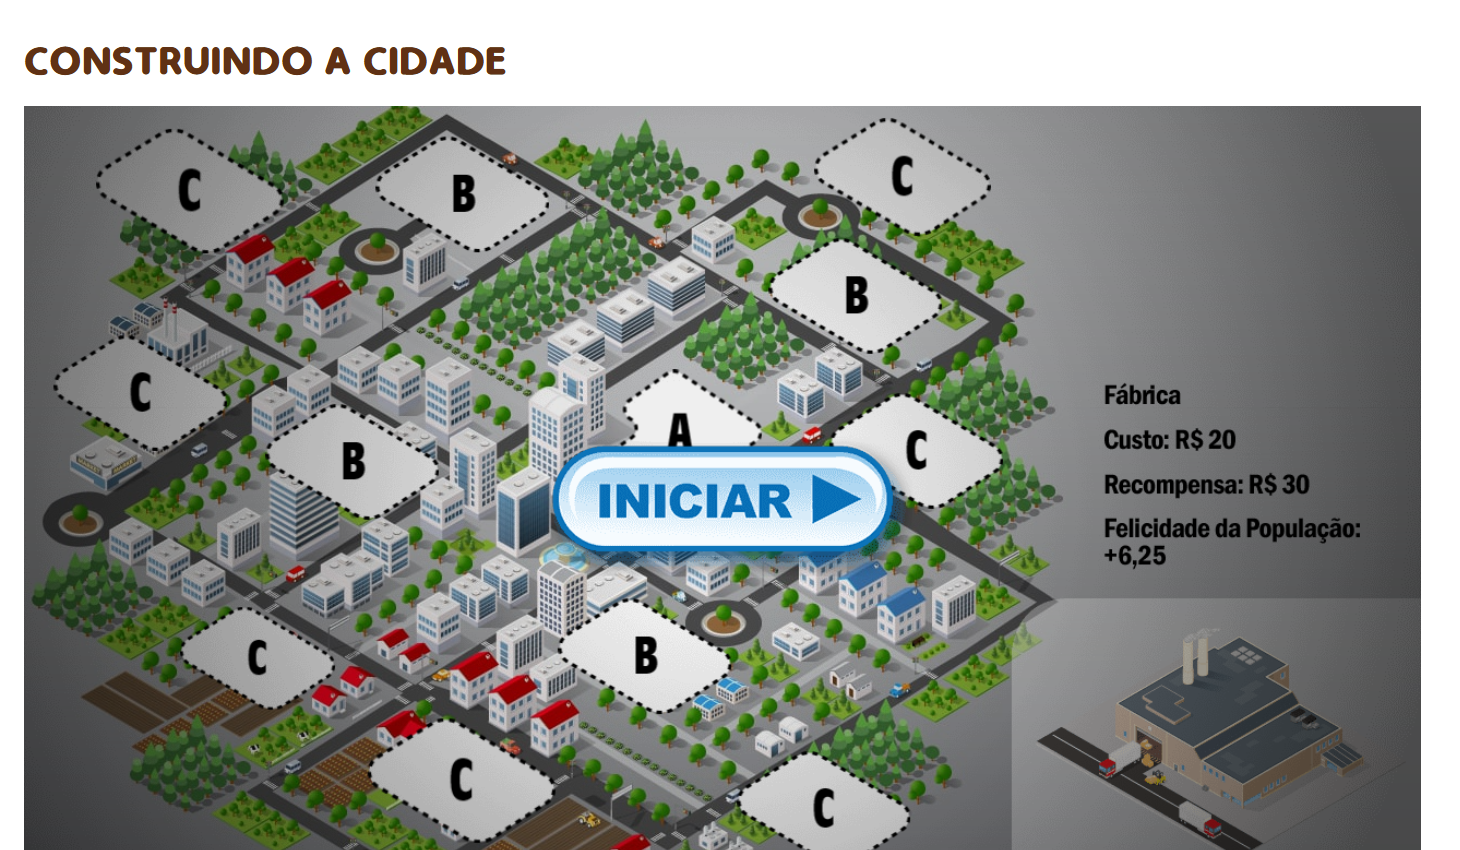 CONSTRUINDO A CIDADE
C
B
C
B
C
B
A
C
Fábrica
Custo: R$ 20
Recompensa: R$ 30
Felicidade da População:
+6,25
INICIAR
C
B
C
C